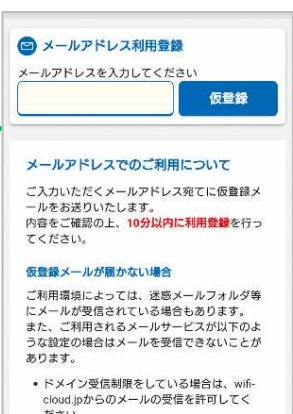 メールアドレス利用登録
メールアドレスを入力してください
仮登録
メールアドレスでのご利用について
ご入力いただくメールアドレス宛てに仮登録メ
ールをお送りいたします。
内容をご確認の上、10分以内に利用登録を行っ
てください。
仮登録メールが届かない場合
ご利用環境によっては、迷惑メールフォルダ等
にメールが受信されている場合もあります。
また、ご利用されるメールサービスが以下のよ
うな設定の場合はメールを受信できないことが
あります。
• ドメイン受信制限をしている場合は、wifi-
cloud.jpからのメールの受信を許可してく
ださい